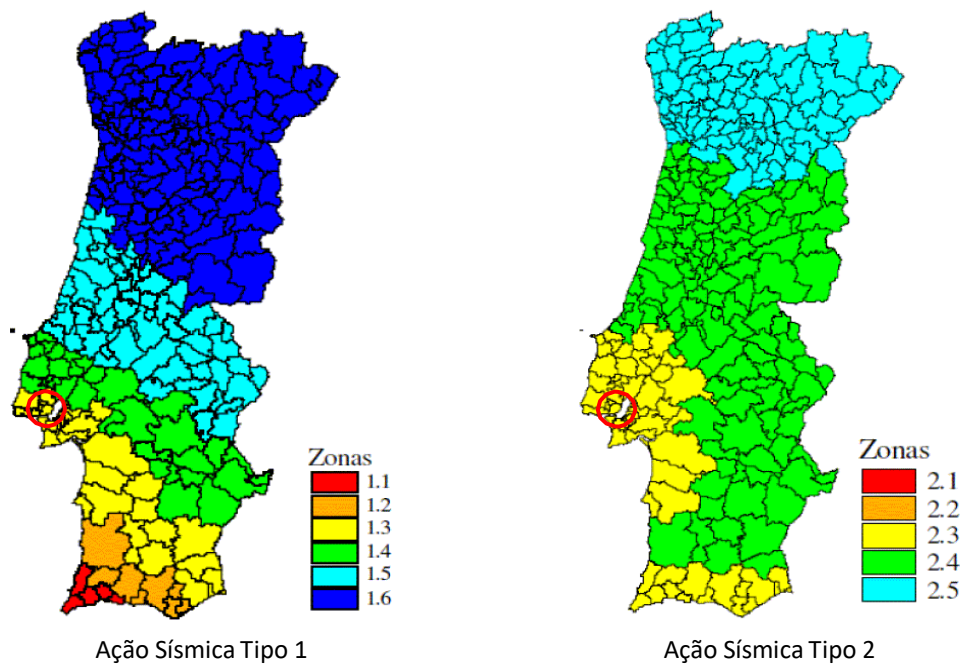 Zonas
1.1
1.2
1.3
1.4
1.5
1.6
Ação Sísmica Tipo 1
Zonas
2.1
2.2
2.3
2.4
2.5
Ação Sísmica Tipo 2